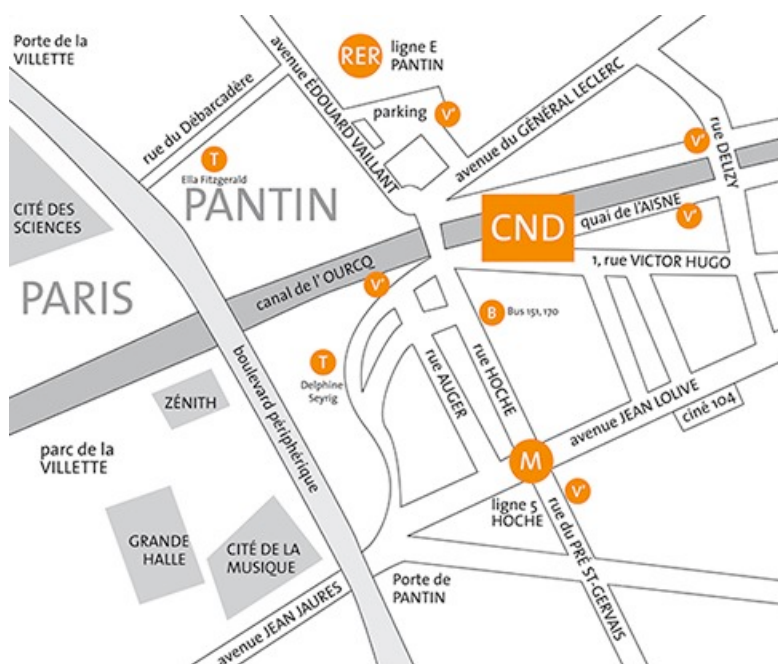 Porte de la
VILLETTE
RER
ligne E
PANTIN
avenue ÉDOUARD VAILLANT
parking
V'
avenue du GÉNÉRAL LECLERC
rue du Débarcadère
T
Ella Fitzgerald
V'
rue DELIZY
CITÉ DES
SCIENCES
PANTIN
CND
quai de l'AISNE
V'
1, rue VICTOR HUGO
PARIS
canal de l' OURCQ
V'
B
Bus 151, 170
boulevard périphérique
T
Delphine
Seyrig
rue AUGER
rue HOCHE
ZÉNITH
avenue JEAN LOLIVE
ciné 104
parc de la
VILLETTE
M
V'
ligne 5
HOCHE
rue du PRÉ ST-GERVAIS
GRANDE
HALLE
CITÉ DE LA
MUSIQUE
Porte de
PANTIN
avenue JEAN JAURES